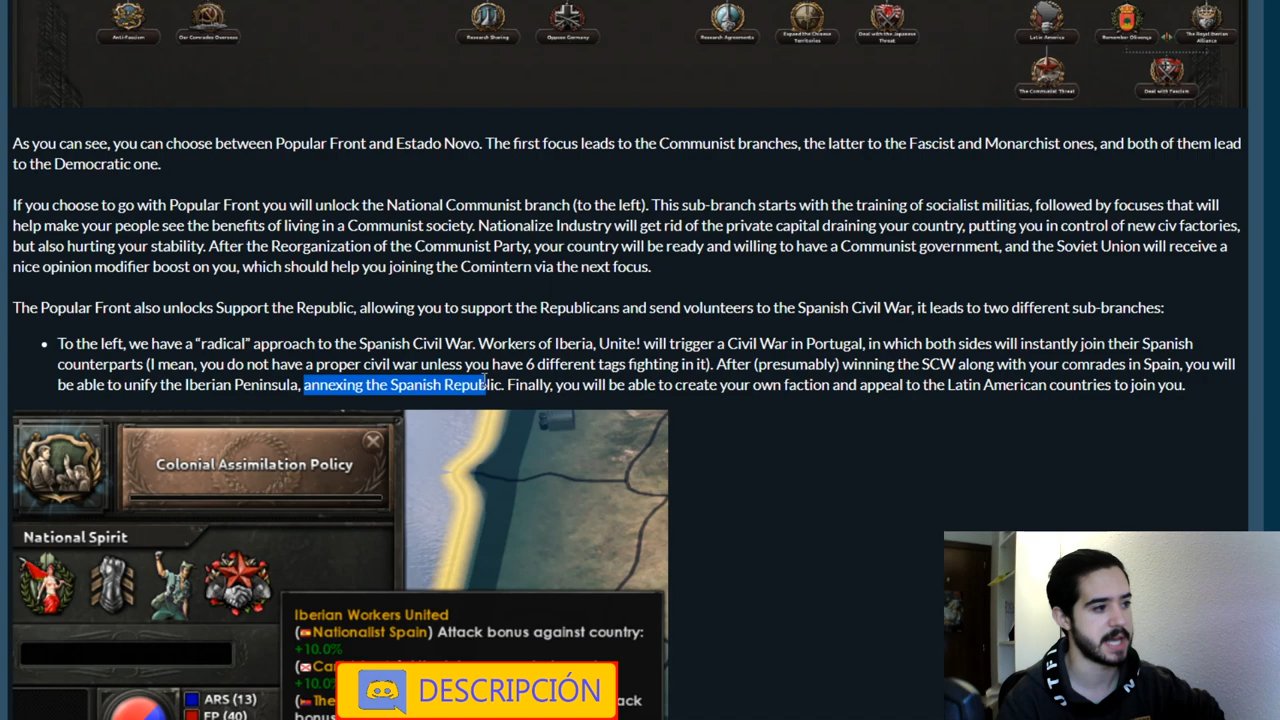 Anti-Fascism Our Comrades Overseas Research Sharing Oppose Germany Research Agreements Expand the Chinese Territories Deal with the Japanese Threat Latin America Remember Olivença The Royal Iberian Alliance
The Communist Threat Deal with Fascism
As you can see, you can choose between Popular Front and Estado Novo. The first focus leads to the Communist branches, the latter to the Fascist and Monarchist ones, and both of them lead
to the Democratic one.
If you choose to go with Popular Front you will unlock the National Communist branch (to the left). This sub-branch starts with the training of socialist militias, followed by focuses that will
help make your people see the benefits of living in a Communist society. Nationalize Industry will get rid of the private capital draining your country, putting you in control of new civ factories,
but also hurting your stability. After the Reorganization of the Communist Party, your country will be ready and willing to have a Communist government, and the Soviet Union will receive a
nice opinion modifier boost on you, which should help you joining the Comintern via the next focus.
The Popular Front also unlocks Support the Republic, allowing you to support the Republicans and send volunteers to the Spanish Civil War, it leads to two different sub-branches:
• To the left, we have a “radical” approach to the Spanish Civil War. Workers of Iberia, Unite! will trigger a Civil War in Portugal, in which both sides will instantly join their Spanish
counterparts (I mean, you do not have a proper civil war unless you have 6 different tags fighting in it). After (presumably) winning the SCW along with your comrades in Spain, you will
be able to unify the Iberian Peninsula, annexing the Spanish Republic. Finally, you will be able to create your own faction and appeal to the Latin American countries to join you.
Colonial Assimilation Policy
National Spirit
Iberian Workers United
(Nationalist Spain) Attack bonus against country:
+10.0%
(Ca
+10.0%
(The
ack
bonus
ARS (13)
EP (40)
DESCRIPCIÓN